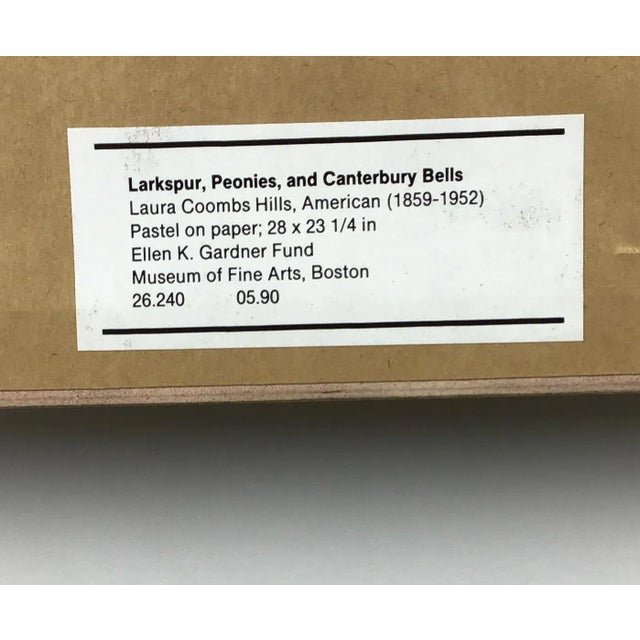 Larkspur, Peonies, and Canterbury Bells
Laura Coombs Hills, American (1859-1952)
Pastel on paper; 28 x 23 1/4 in
Ellen K. Gardner Fund
Museum of Fine Arts, Boston
26.240 05.90